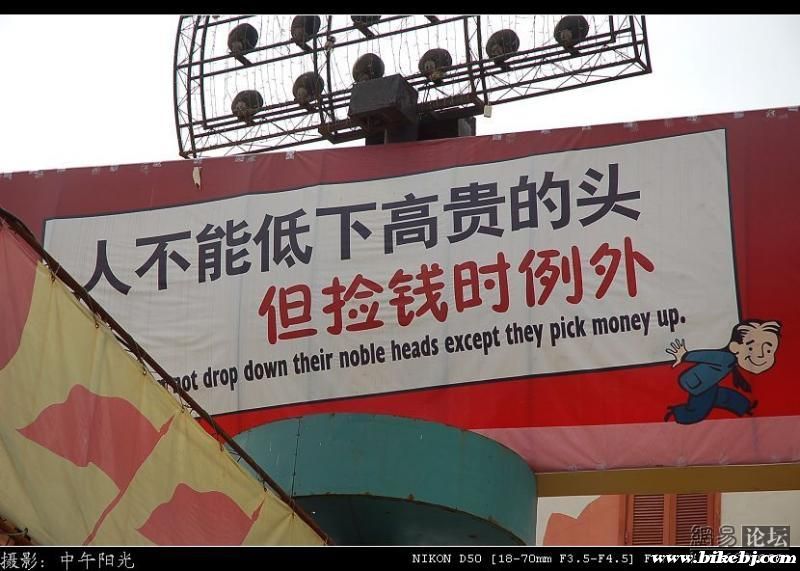 人不能低下高贵的头
但捡钱时例外
not drop down their noble heads except they pick money up.
网易 论坛
摄影: 中午阳光
NIKON D50 [18-70mm F3.5-F4.5]
www.bikebj.com